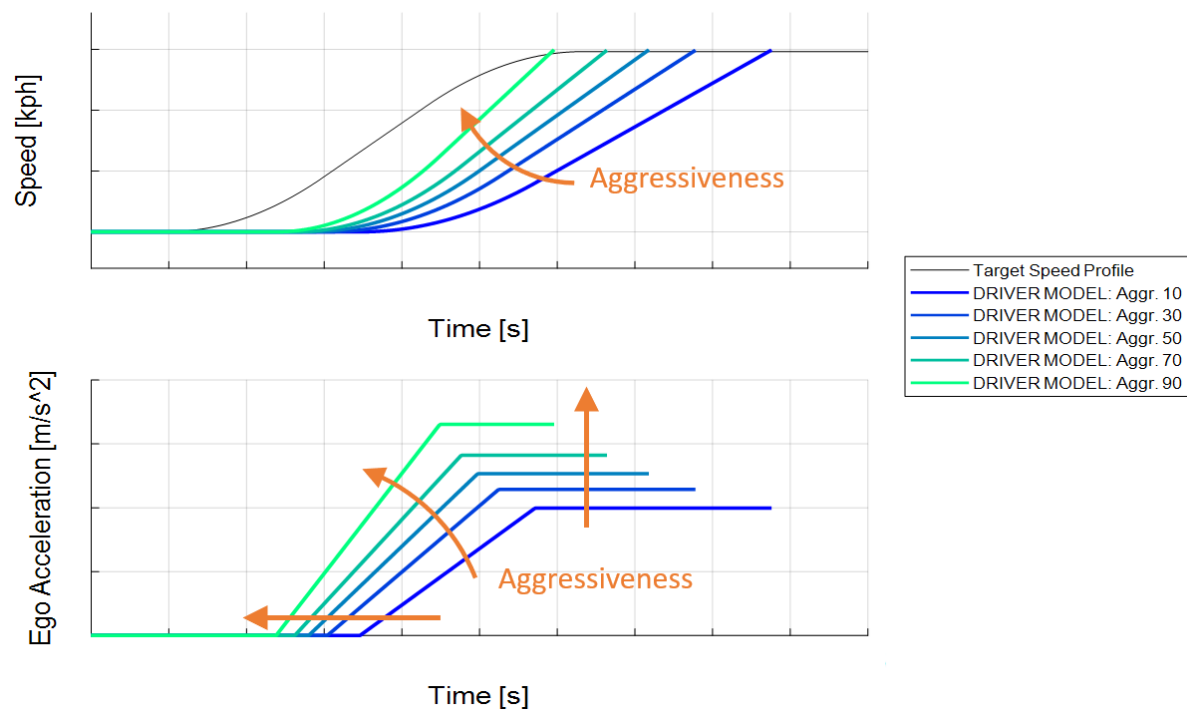 Speed [kph]
Aggressiveness
Time [s]
Target Speed Profile
DRIVER MODEL: Aggr. 10
DRIVER MODEL: Aggr. 30
DRIVER MODEL: Aggr. 50
DRIVER MODEL: Aggr. 70
DRIVER MODEL: Aggr. 90
Ego Acceleration [m/s^2]
Aggressiveness
Time [s]